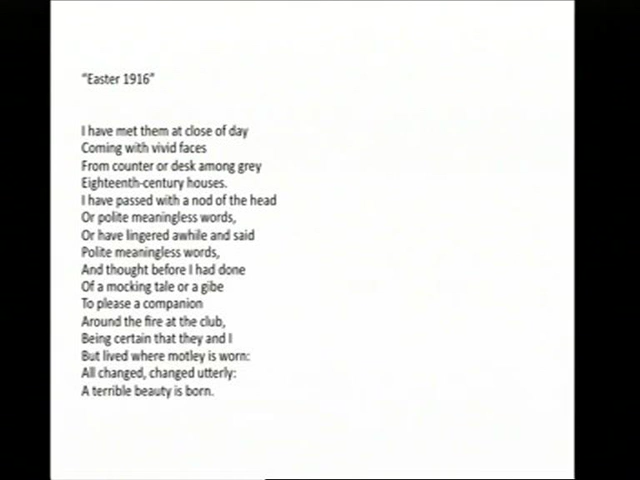 “Easter 1916”
I have met them at close of day
Coming with vivid faces
From counter or desk among grey
Eighteenth-century houses.
I have passed with a nod of the head
Or polite meaningless words,
Or have lingered awhile and said
Polite meaningless words,
And thought before I had done
Of a mocking tale or a gibe
To please a companion
Around the fire at the club,
Being certain that they and I
But lived where motley is worn:
All changed, changed utterly:
A terrible beauty is born.